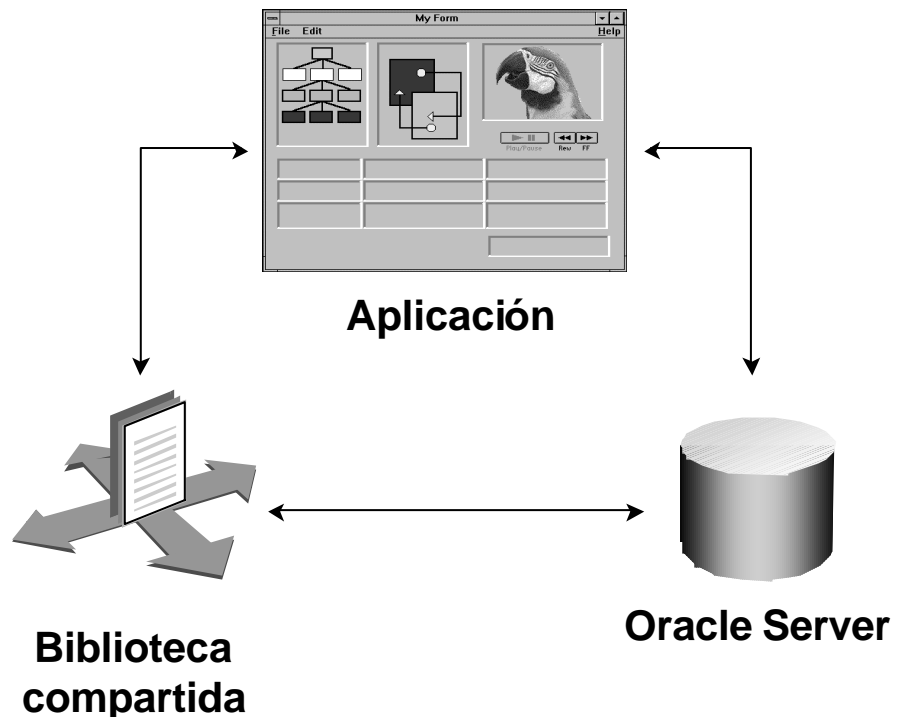 My Form
File Edit Help
Play/Pause Rew FF
Aplicación
Oracle Server
Biblioteca
compartida